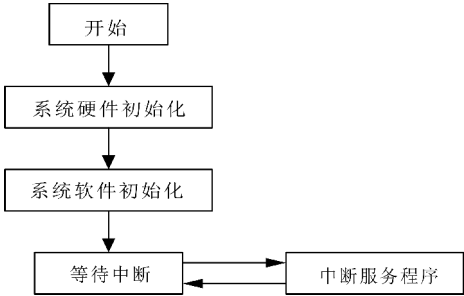 开始
系统硬件初始化
系统软件初始化
等待中断
中断服务程序